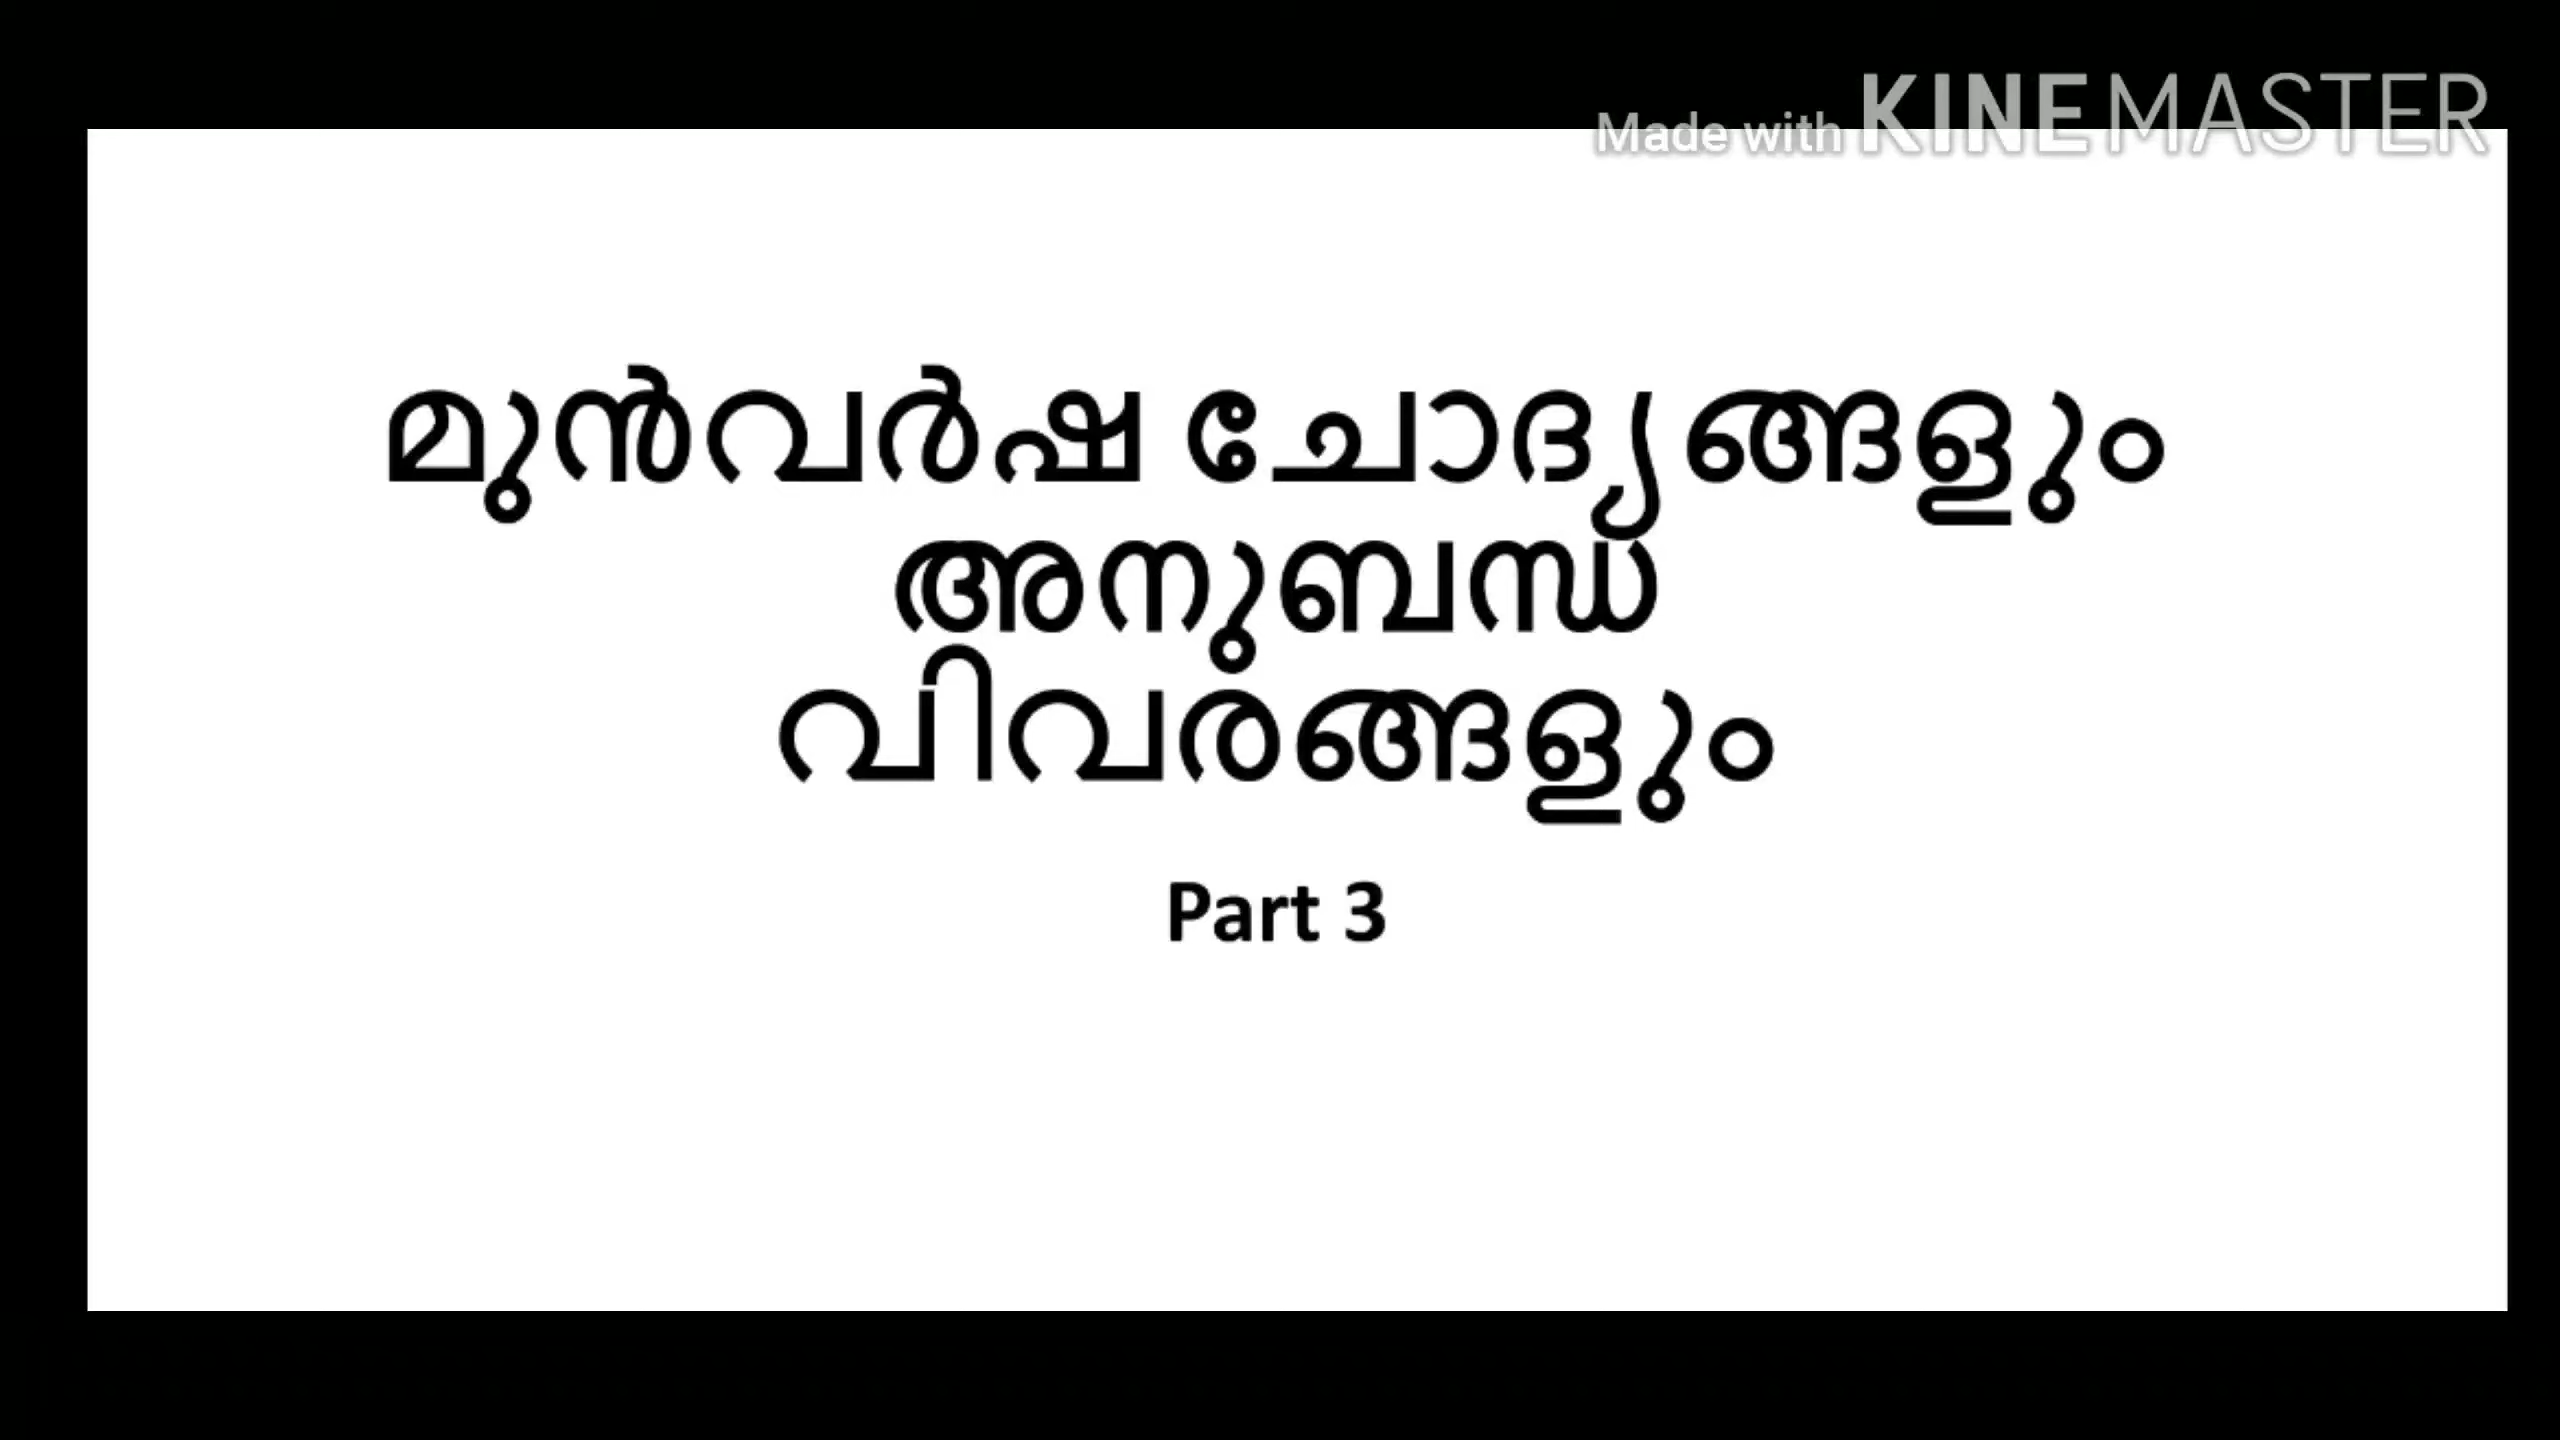 Made with KINEMASTER
മുൻവർഷ ചോദ്യങ്ങളും
അനുബന്ധ
വിവരങ്ങളും
Part 3